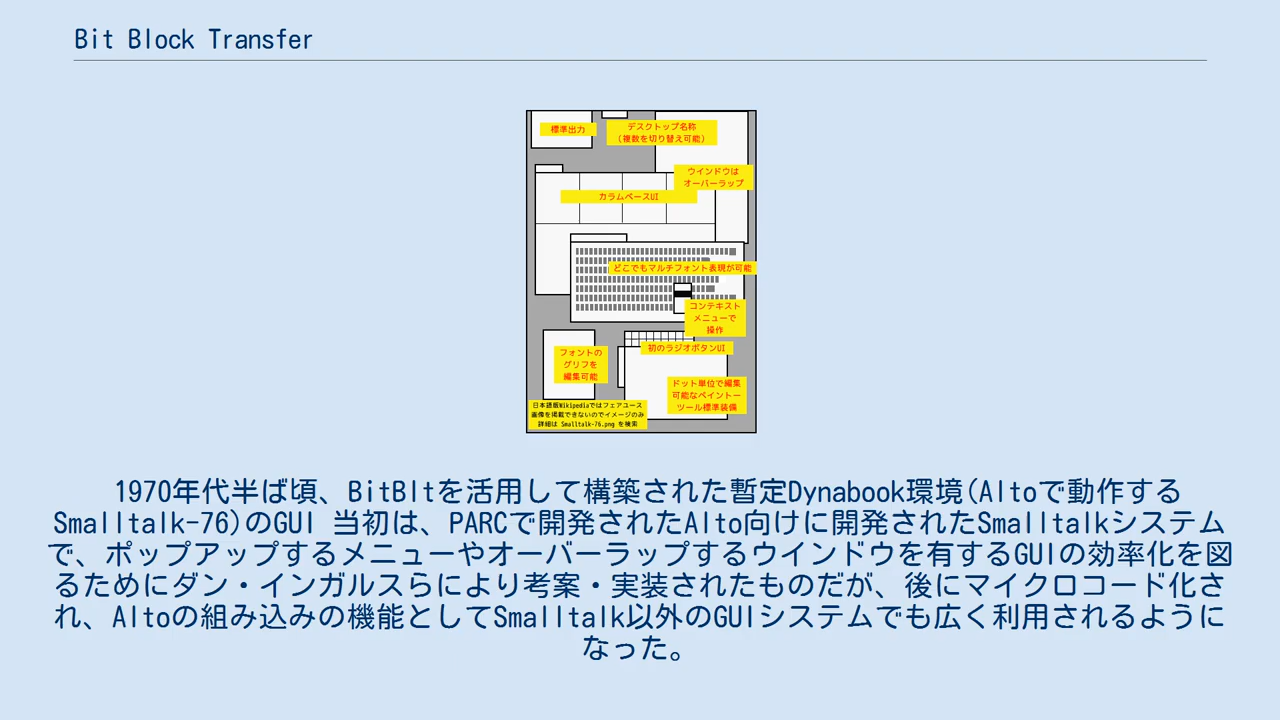 Bit Block Transfer
標準出力
デスクトップ名称
（複数を切り替え可能）
ウインドウは
オーバーラップ
カラムベースUI
どこでもマルチフォント表現が可能
コンテキスト
メニューで
操作
初のラジオボタンUI
フォントの
グリフを
編集可能
ドット単位で編集
可能なペイントー
ツール標準装備
日本語版Wikipediaではフェアユース
画像を掲載できないのでイメージのみ
詳細は Smalltalk-76.png を検索
1970年代半ば頃、BitBltを活用して構築された暫定Dynabook環境(Altoで動作する
Smalltalk-76)のGUI 当初は、PARCで開発されたAlto向けに開発されたSmalltalkシステム
で、ポップアップするメニューやオーバーラップするウインドウを有するGUIの効率化を図
るためにダン・インガルスらにより考案・実装されたものだが、後にマイクロコード化さ
れ、Altoの組み込みの機能としてSmalltalk以外のGUIシステムでも広く利用されるように
なった。